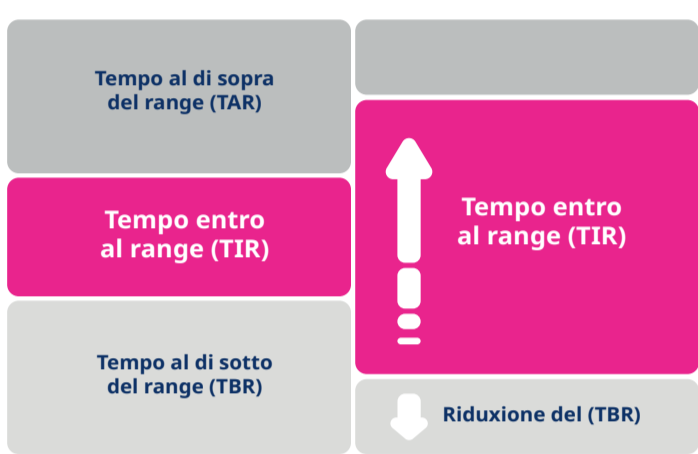 Tempo al di sopra
del range (TAR)
Tempo entro
al range (TIR)
Tempo al di sotto
del range (TBR)
Tempo entro
al range (TIR)
Riduxione del (TBR)